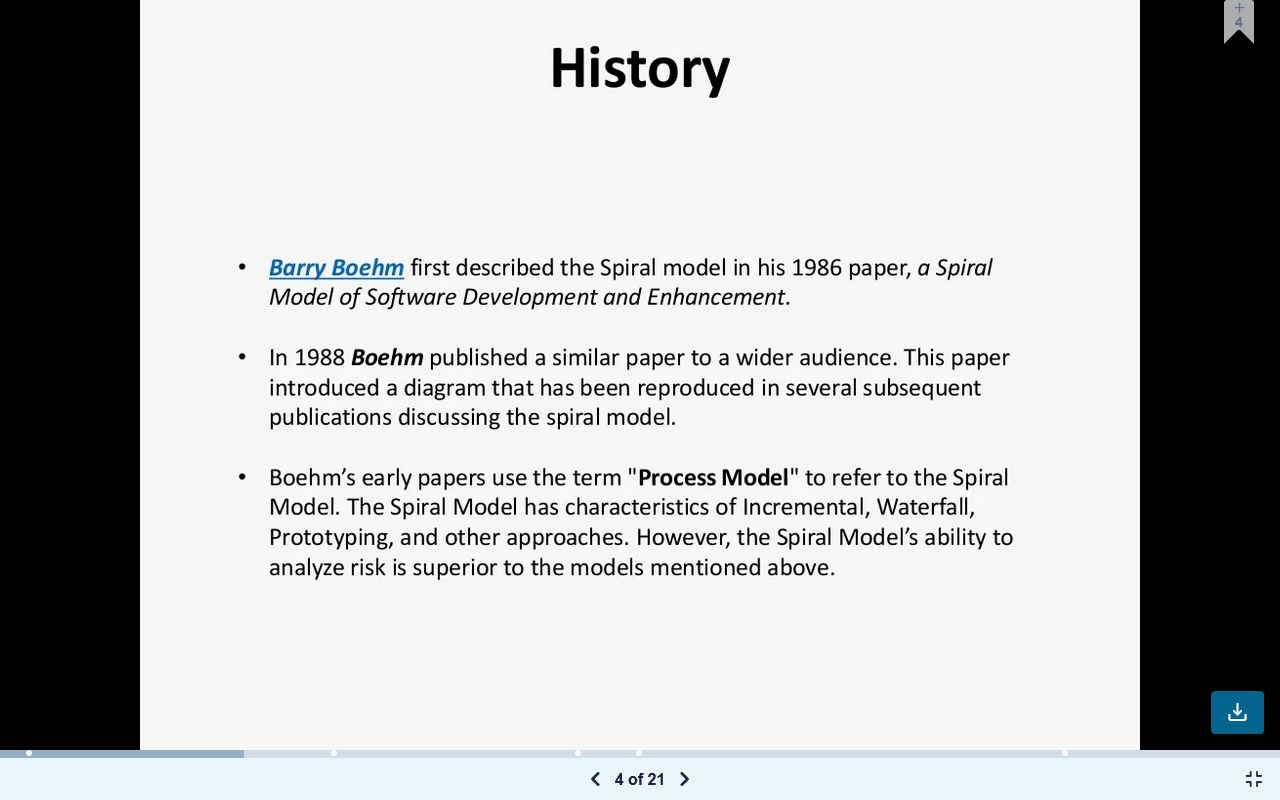 +
4
History
• Barry Boehm first described the Spiral model in his 1986 paper, a Spiral
Model of Software Development and Enhancement.
• In 1988 Boehm published a similar paper to a wider audience. This paper
introduced a diagram that has been reproduced in several subsequent
publications discussing the spiral model.
• Boehm’s early papers use the term "Process Model" to refer to the Spiral
Model. The Spiral Model has characteristics of Incremental, Waterfall,
Prototyping, and other approaches. However, the Spiral Model’s ability to
analyze risk is superior to the models mentioned above.
4 of 21